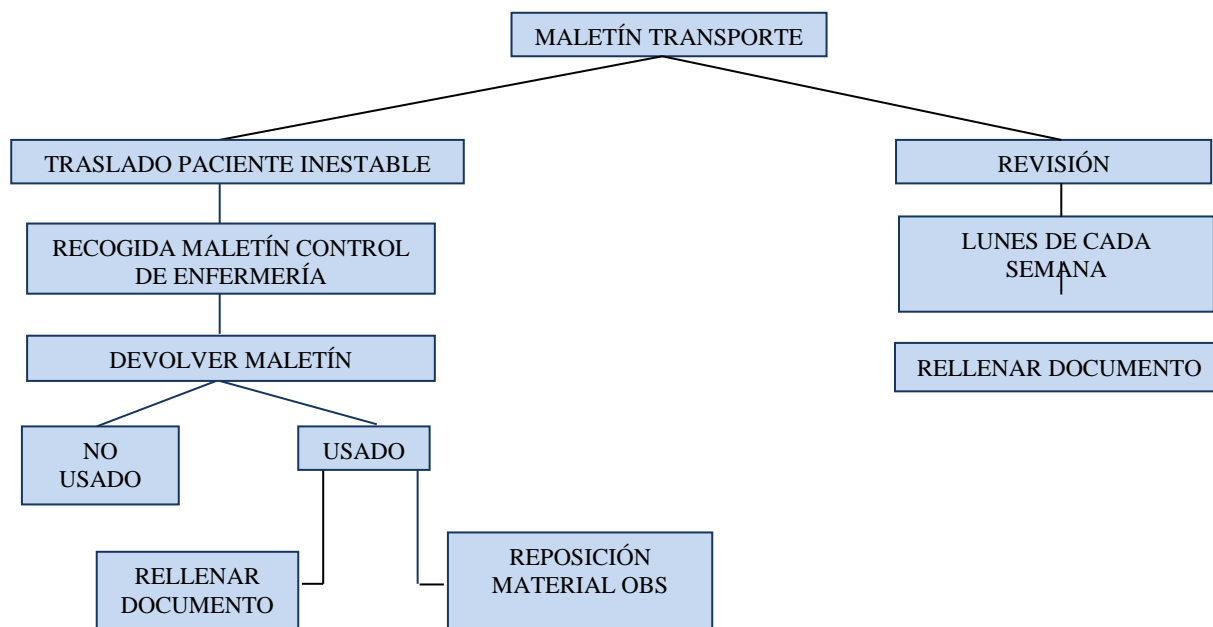 MALETÍN TRANSPORTE
TRASLADO PACIENTE INESTABLE
REVISIÓN
RECOGIDA MALETÍN CONTROL
DE ENFERMERÍA
LUNES DE CADA
SEMANA
DEVOLVER MALETÍN
RELLENAR DOCUMENTO
NO
USADO
USADO
RELLENAR
DOCUMENTO
REPOSICIÓN
MATERIAL OBS